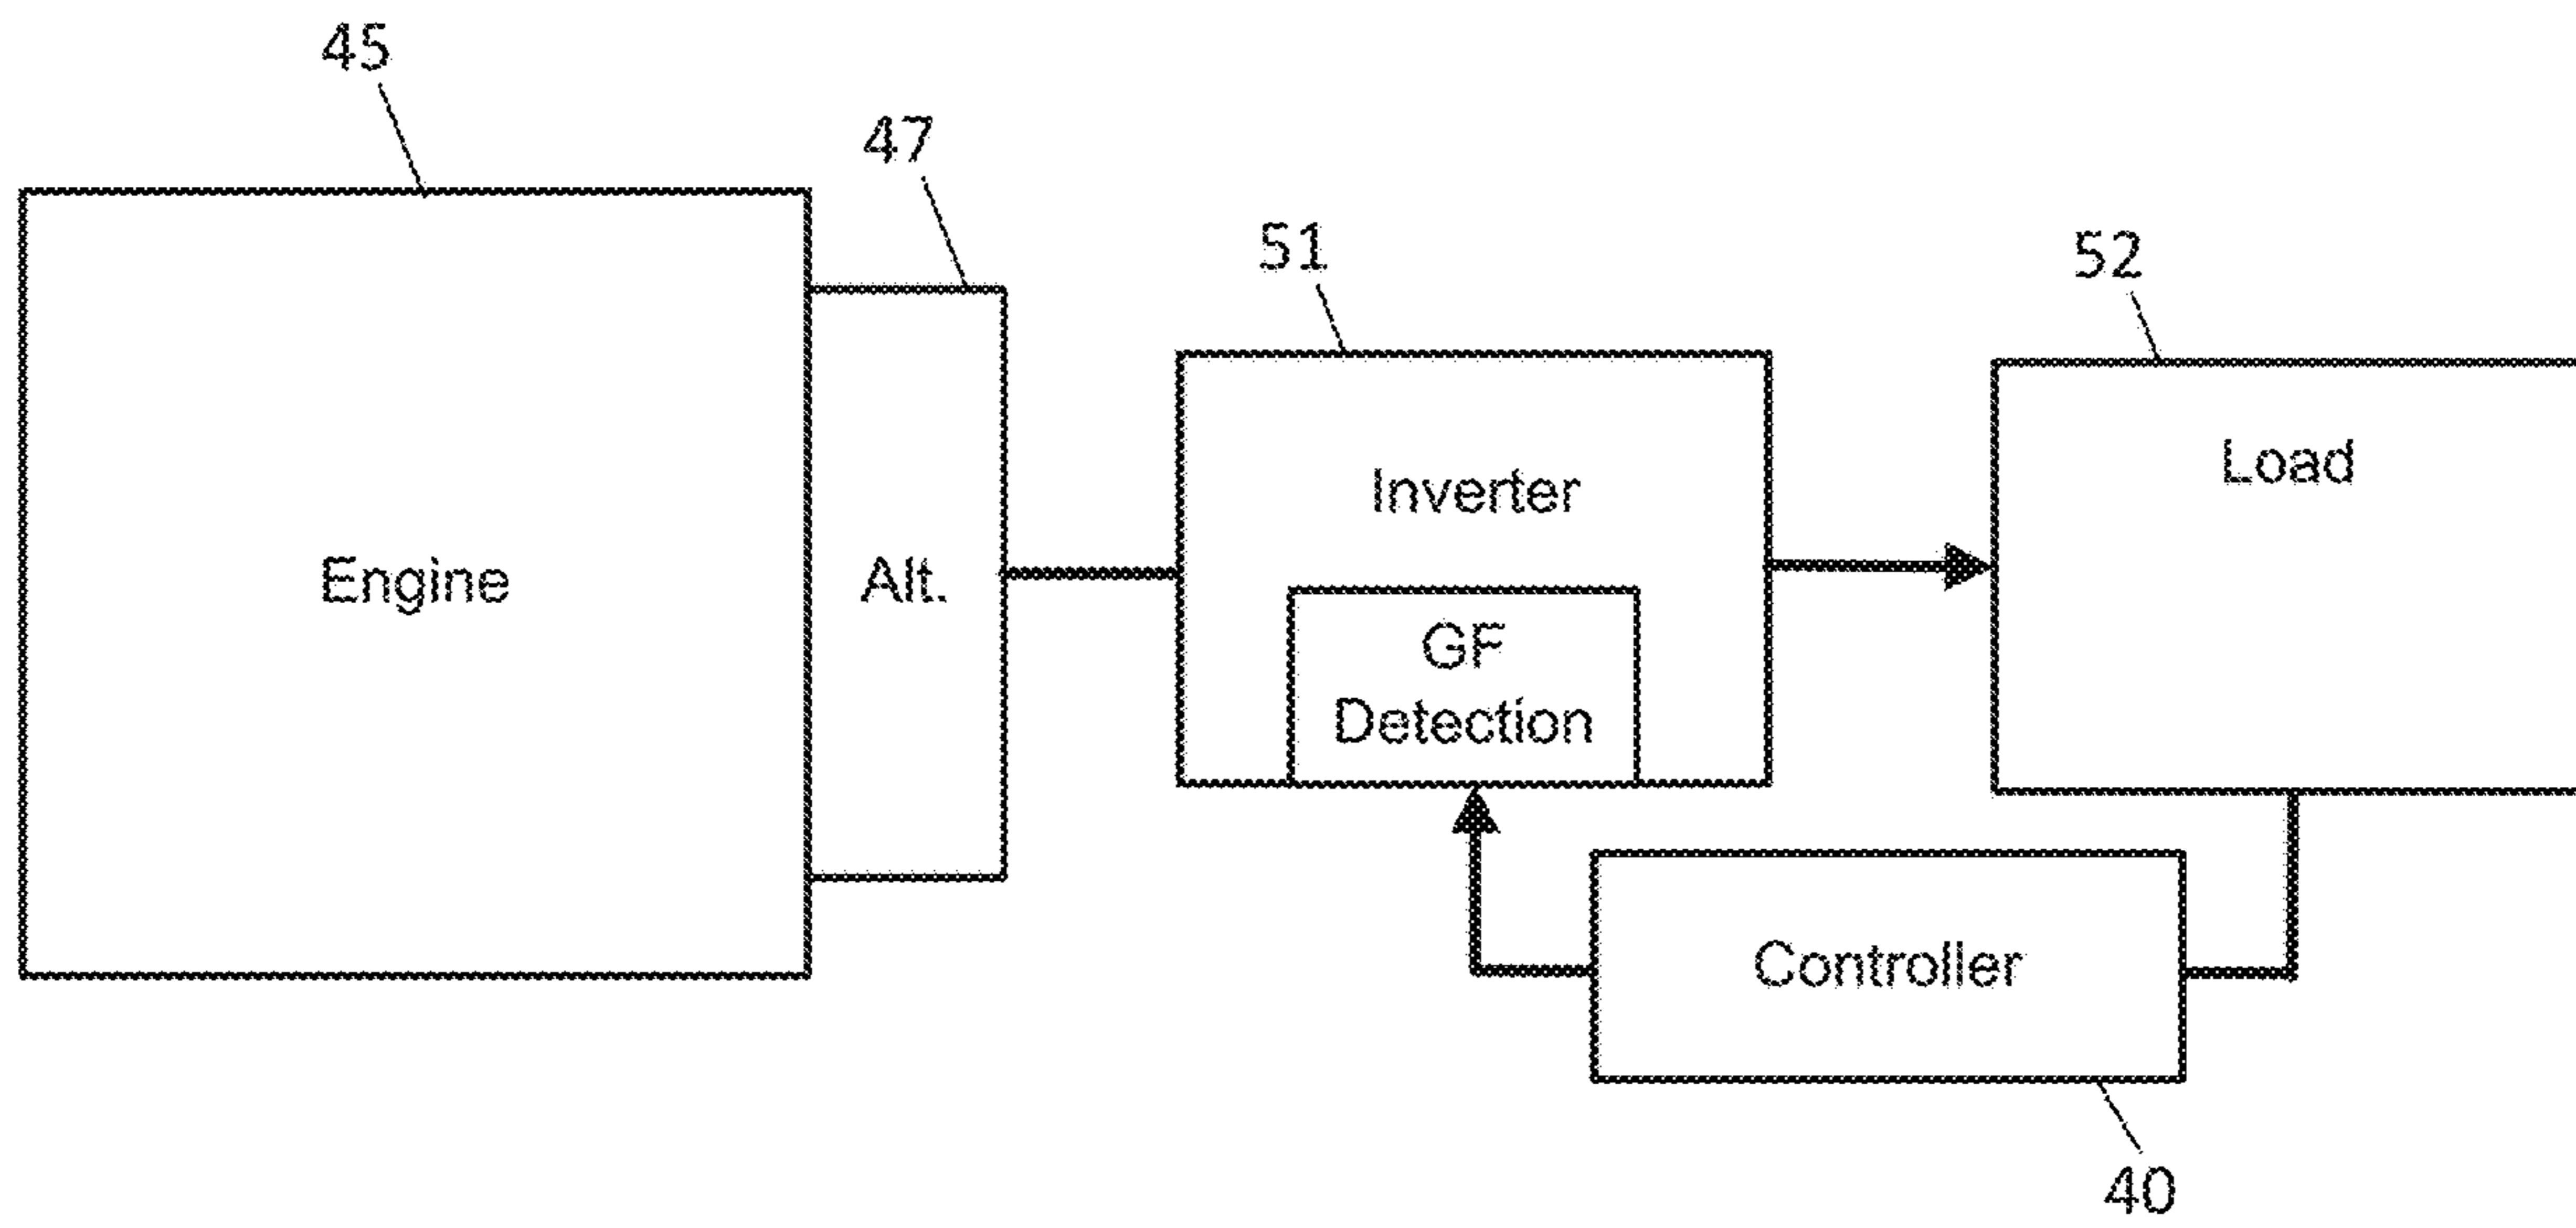 45
47
51
52
Engine
Alt.
Inverter
GF
Detection
Load
Controller
40